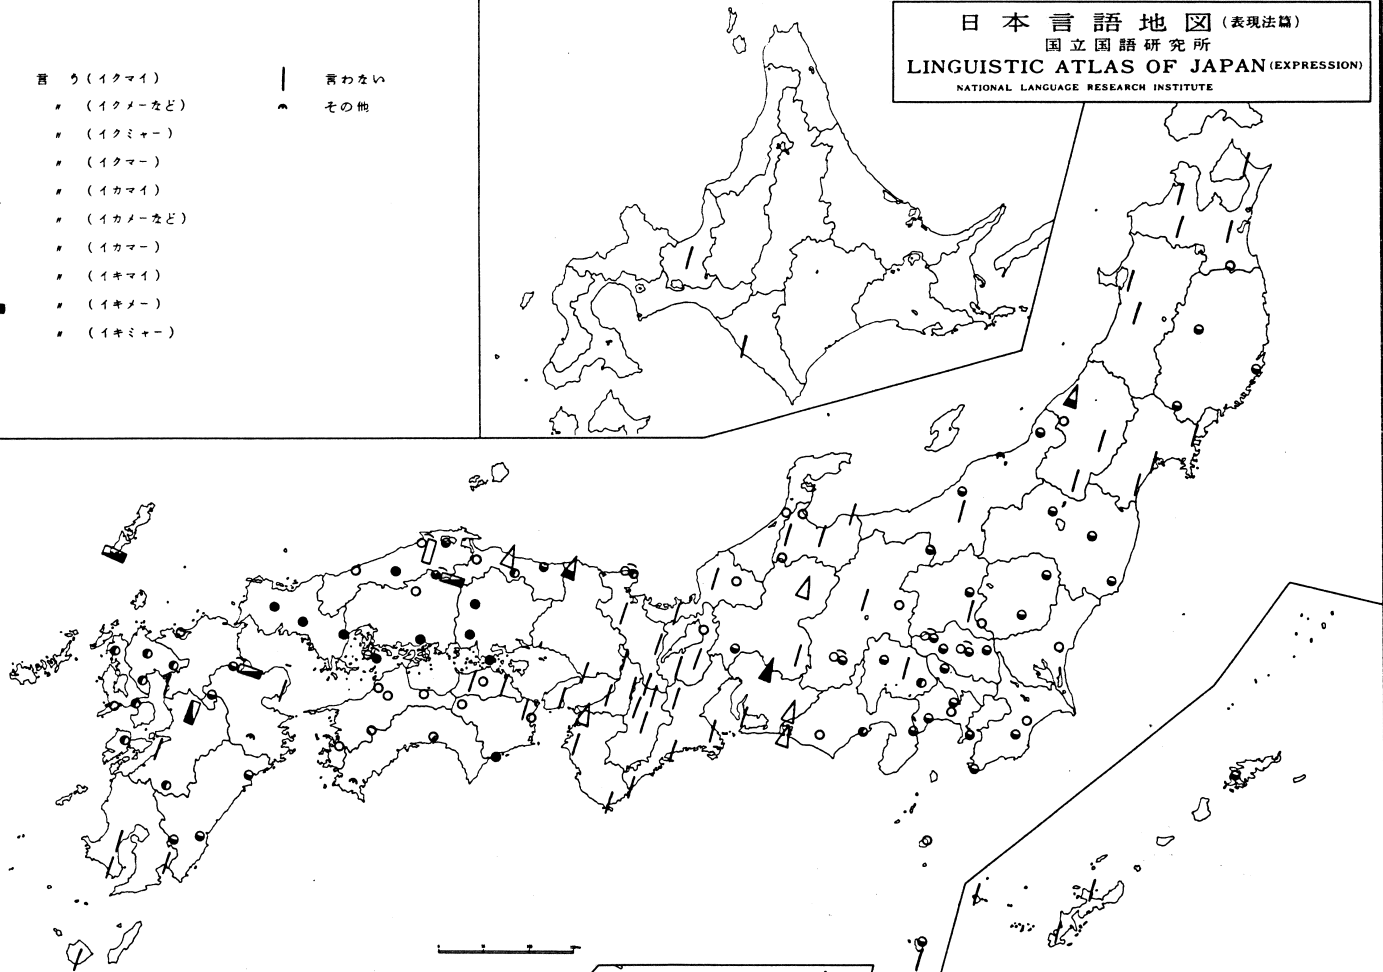 日本言語地図(表現法篇)
国立国語研究所
LINGUISTIC ATLAS OF JAPAN(EXPRESSION)
NATIONAL LANGUAGE RESEARCH INSTITUTE
言う(イクマイ)
〃(イクメーなど)
〃(イクミャー)
〃(イクマー)
〃(イカマイ)
〃(イカメーなど)
〃(イカマー)
〃(イキマイ)
〃(イキメー)
〃(イキミャー)
言わない
その他